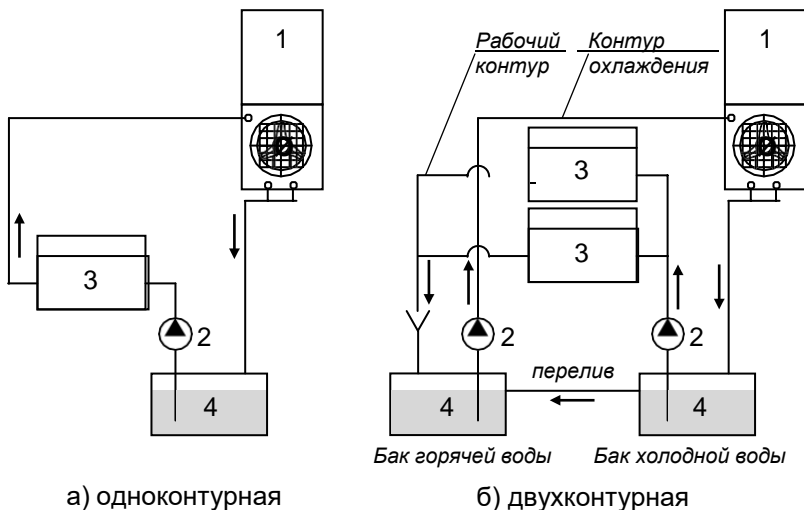 1
2
3
4
а) одноконтурная
Рабочий
контур
Контур
охлаждения
1
3
3
2
2
перелив
4
4
Бак горячей воды
Бак холодной воды
б) двухконтурная